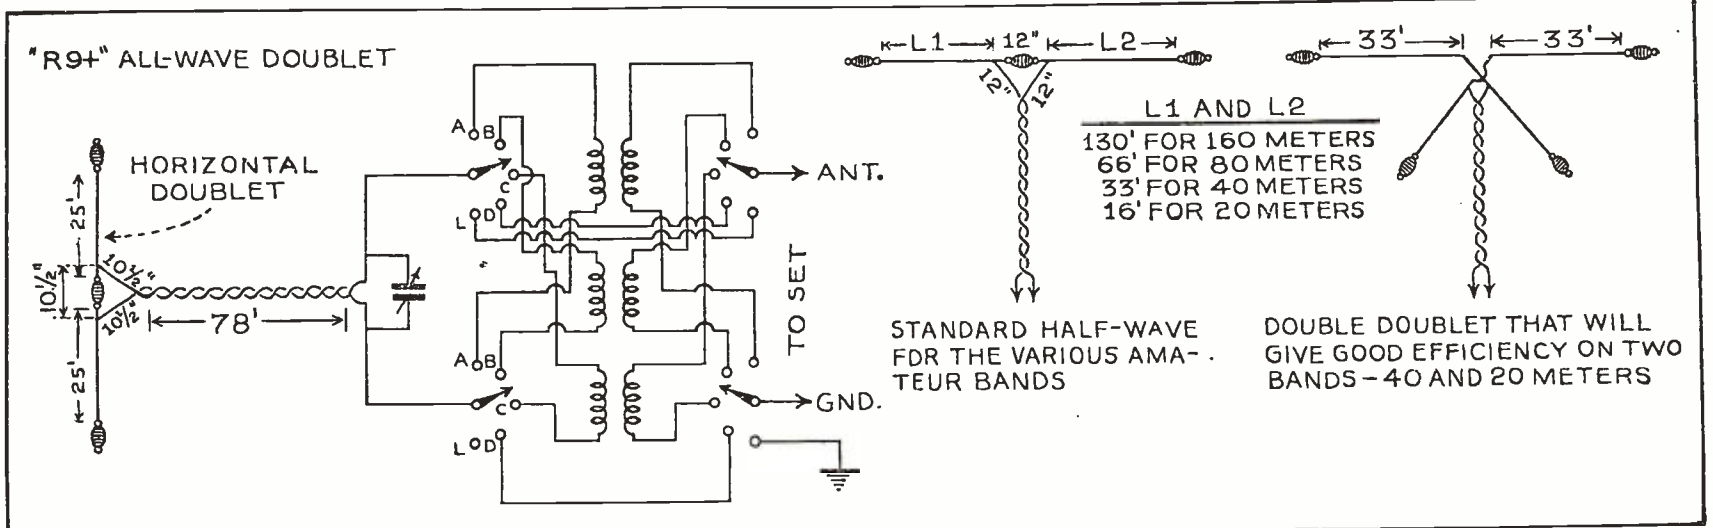 "R9+" ALL-WAVE DOUBLET
HORIZONTAL
DOUBLET
25'
10½"
10½"
10½"
25'
78'
A
B
C
L
D
A
B
C
L
D
ANT.
TO SET
GND.
L1
12"
L2
12"
12"
L1 AND L2
130' FOR 160 METERS
66' FOR 80 METERS
33' FOR 40 METERS
16' FOR 20 METERS
STANDARD HALF-WAVE
FOR THE VARIOUS AMA-
TEUR BANDS
33'
33'
DOUBLE DOUBLET THAT WILL
GIVE GOOD EFFICIENCY ON TWO
BANDS-40 AND 20 METERS